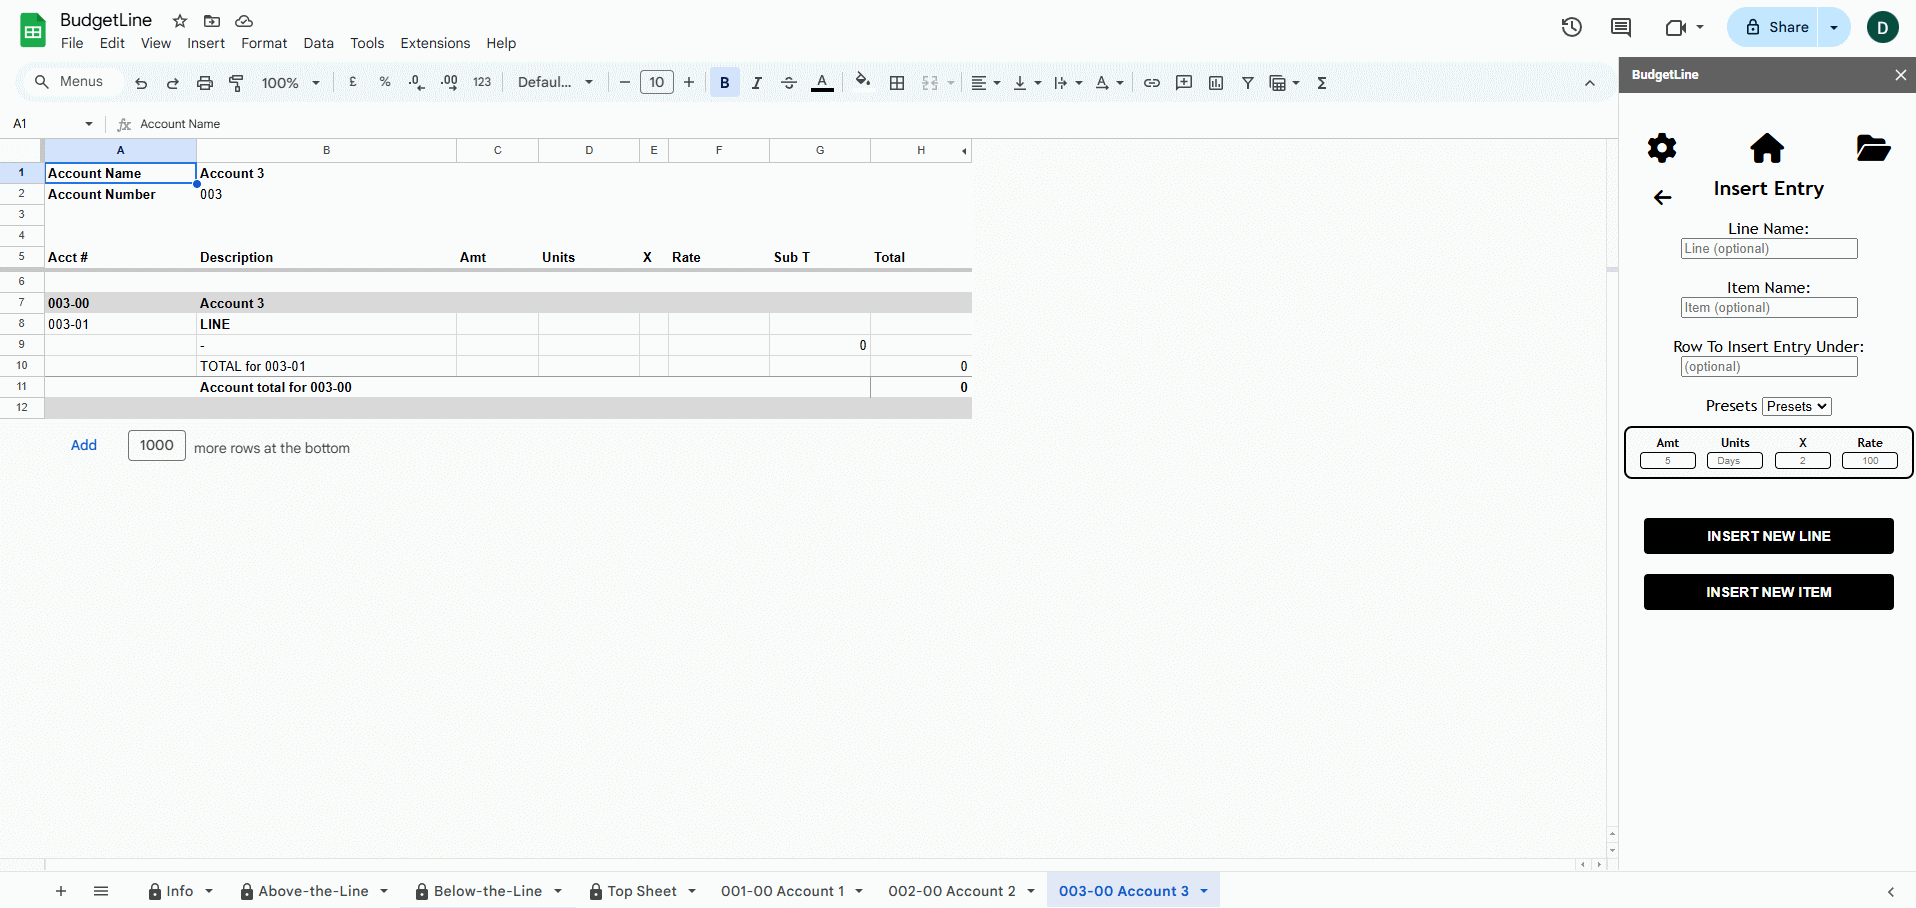 BudgetLine
File Edit View Insert Format Data Tools Extensions Help
Share
D
Menus 100% £ % .0 .00 123 Defaul... 10 B I A Σ
A1 fx Account Name
A B C D E F G H
1 Account Name Account 3
2 Account Number 003
3
4
5 Acct # Description Amt Units X Rate Sub T Total
6
7 003-00 Account 3
8 003-01 LINE
9 - 0
10 TOTAL for 003-01 0
11 Account total for 003-00 0
12
Add 1000 more rows at the bottom
BudgetLine
Insert Entry
Line Name:
Line (optional)
Item Name:
Item (optional)
Row To Insert Entry Under:
(optional)
Presets Presets
Amt Units X Rate
5 Days 2 100
INSERT NEW LINE
INSERT NEW ITEM
Info Above-the-Line Below-the-Line Top Sheet 001-00 Account 1 002-00 Account 2 003-00 Account 3